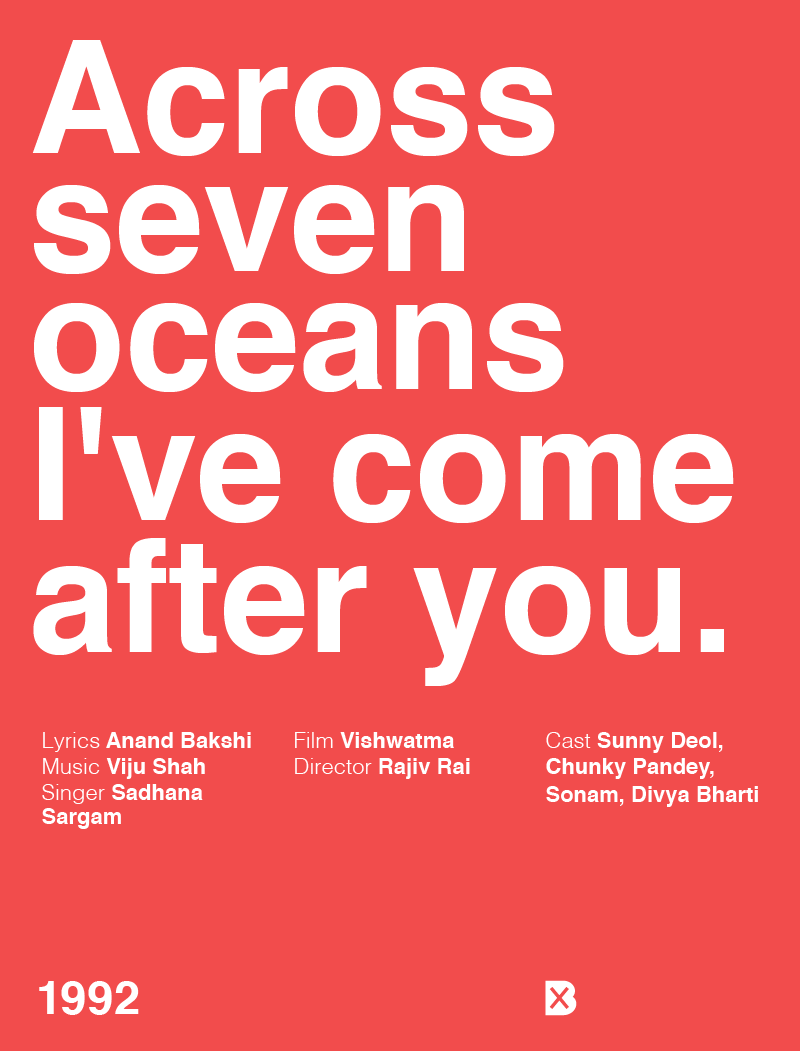 Across
seven
oceans
I've come
after you.
Lyrics Anand Bakshi
Music Viju Shah
Singer Sadhana
Sargam
Film Vishwatma
Director Rajiv Rai
Cast Sunny Deol,
Chunky Pandey,
Sonam, Divya Bharti
1992
BX